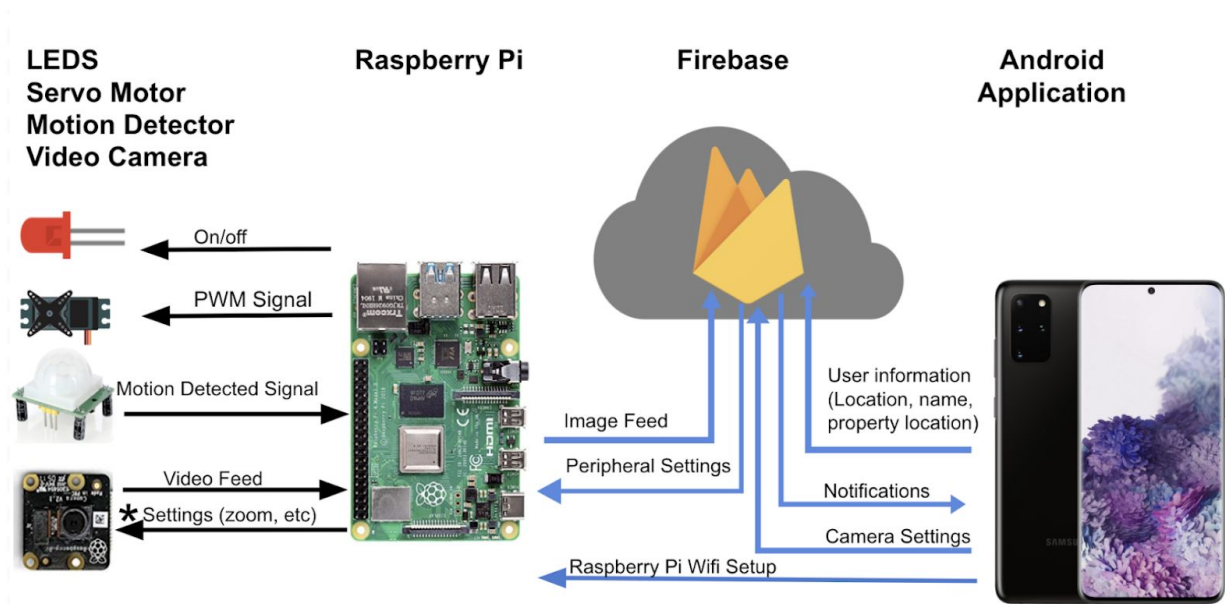 LEDS
Servo Motor
Motion Detector
Video Camera
Raspberry Pi
Firebase
Android
Application
On/off
PWM Signal
Motion Detected Signal
Video Feed
* Settings (zoom, etc)
Image Feed
Peripheral Settings
User information
(Location, name,
property location)
Notifications
Camera Settings
Raspberry Pi Wifi Setup
HDMI
SAMSU